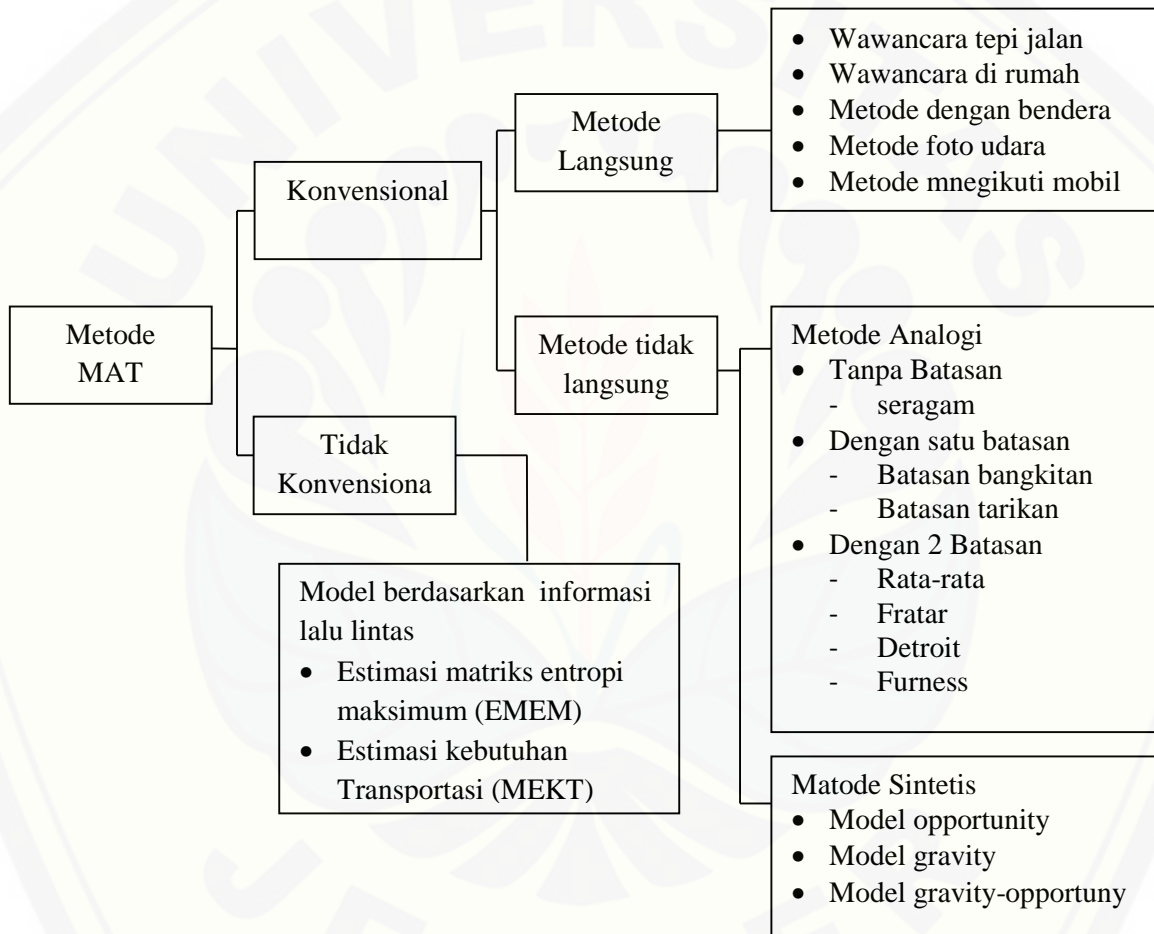 Metode
MAT
Konvensional
Tidak
Konvensiona
Metode
Langsung
Metode tidak
langsung
• Wawancara tepi jalan
• Wawancara di rumah
• Metode dengan bendera
• Metode foto udara
• Metode mnegikuti mobil
Metode Analogi
• Tanpa Batasan
- seragam
• Dengan satu batasan
- Batasan bangkitan
- Batasan tarikan
• Dengan 2 Batasan
- Rata-rata
- Fratar
- Detroit
- Furness
Matode Sintetis
• Model opportunity
• Model gravity
• Model gravity-opportuny
Model berdasarkan informasi
lalu lintas
• Estimasi matriks entropi
maksimum (EMEM)
• Estimasi kebutuhan
Transportasi (MEKT)
UNIVERSITAS